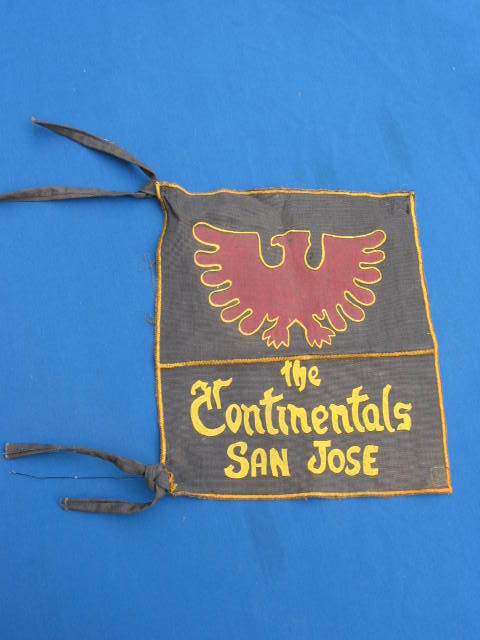 the
Continentals
SAN JOSE